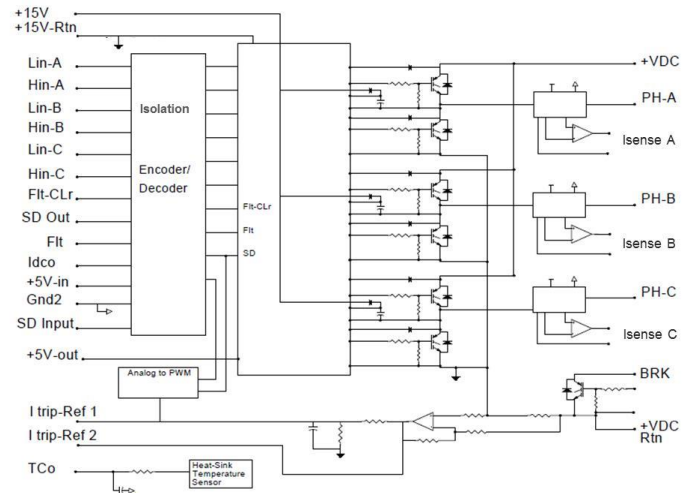 +15V
+15V-Rtn
Lin-A
Hin-A
Lin-B
Hin-B
Lin-C
Hin-C
Flt-CLr
SD Out
Flt
Idco
+5V-in
Gnd2
SD Input
+5V-out
I trip-Ref 1
I trip-Ref 2
TCo
Isolation
Encoder/
Decoder
Analog to PWM
Heat-Sink
Temperature
Sensor
Flt-CLr
Flt
SD
+VDC
PH-A
Isense A
PH-B
Isense B
PH-C
Isense C
BRK
+VDC
Rtn